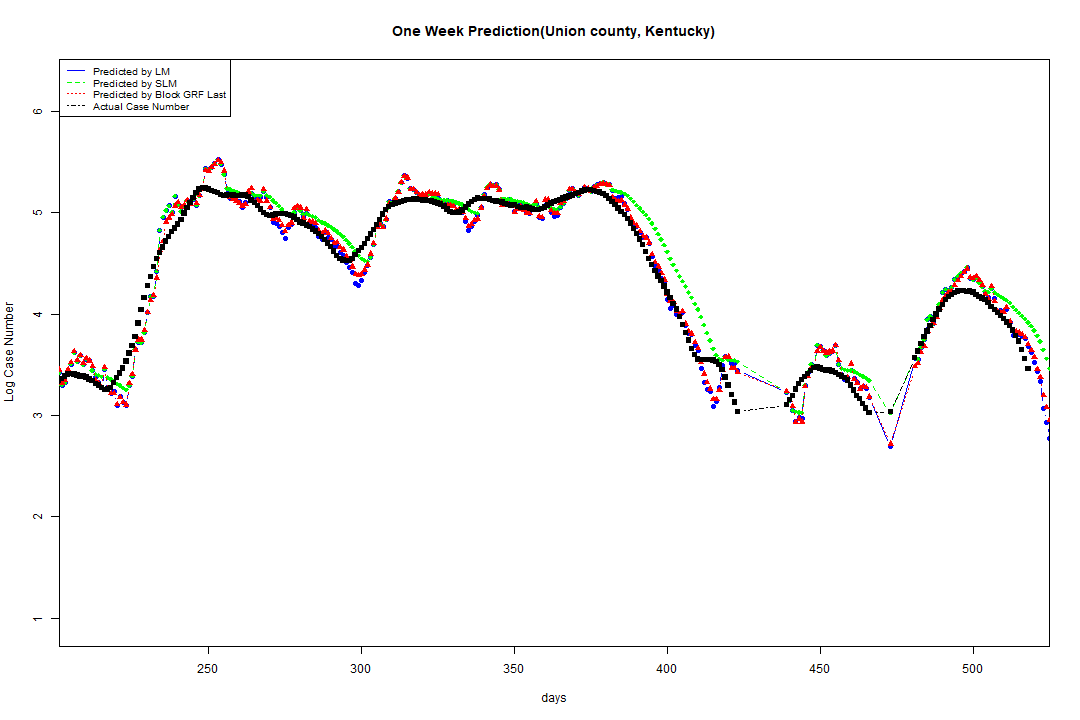 One Week Prediction(Union county, Kentucky)
Predicted by LM
Predicted by SLM
Predicted by Block GRF Last
Actual Case Number
Log Case Number
6
5
4
3
2
1
250 300 350 400 450 500
days